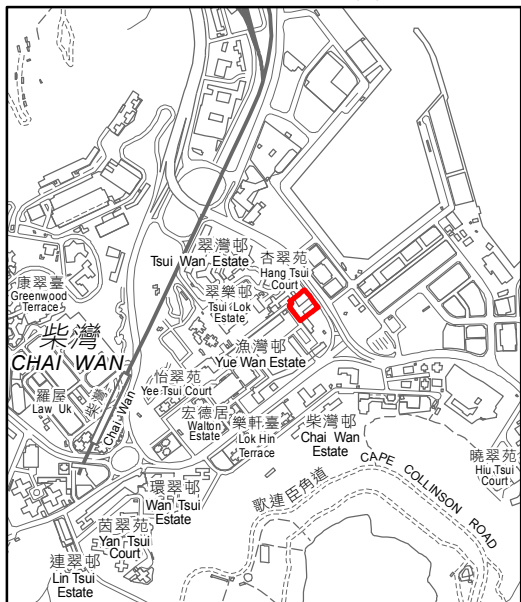 翠灣邨
Tsui Wan Estate
杏翠苑
Hang Tsui
Court
康翠臺
Greenwood
Terrace
翠樂邨
Tsui Lok
Estate
柴灣
CHAI WAN
漁灣邨
Yue Wan Estate
怡翠苑
Yee Tsui Court
羅屋
Law Uk
柴灣
Chai Wan
宏德居
Walton
Estate
樂軒臺
Lok Hin
Terrace
柴灣邨
Chai Wan
Estate
曉翠苑
Hiu Tsui
Court
歌連臣角道
CAPE COLLINSON ROAD
環翠邨
Wan Tsui
Estate
茵翠苑
Yan Tsui
Court
連翠邨
Lin Tsui
Estate